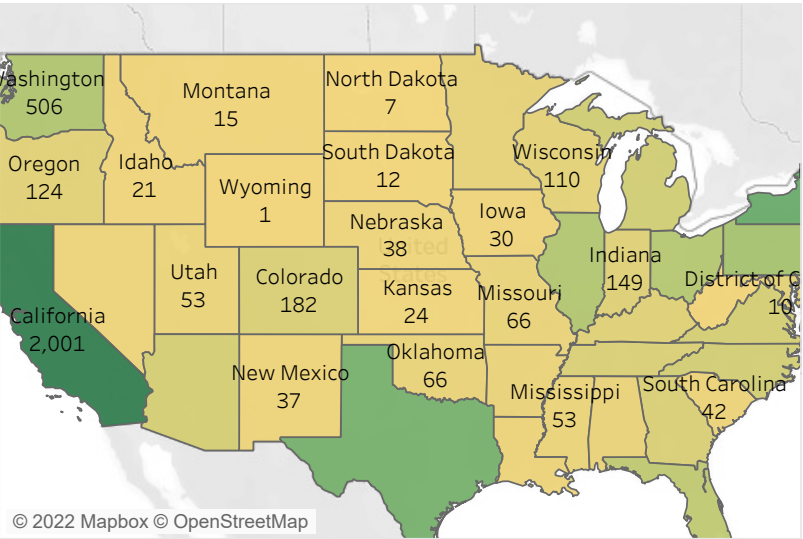 ashington
506
Montana
15
North Dakota
7
Oregon
124
Idaho
21
Wyoming
1
South Dakota
12
Wisconsin
110
Nebraska
38
United
States
Iowa
30
Utah
53
Colorado
182
Kansas
24
Missouri
66
Indiana
149
District of C
10
California
2,001
New Mexico
37
Oklahoma
66
Mississippi
53
South Carolina
42
© 2022 Mapbox © OpenStreetMap